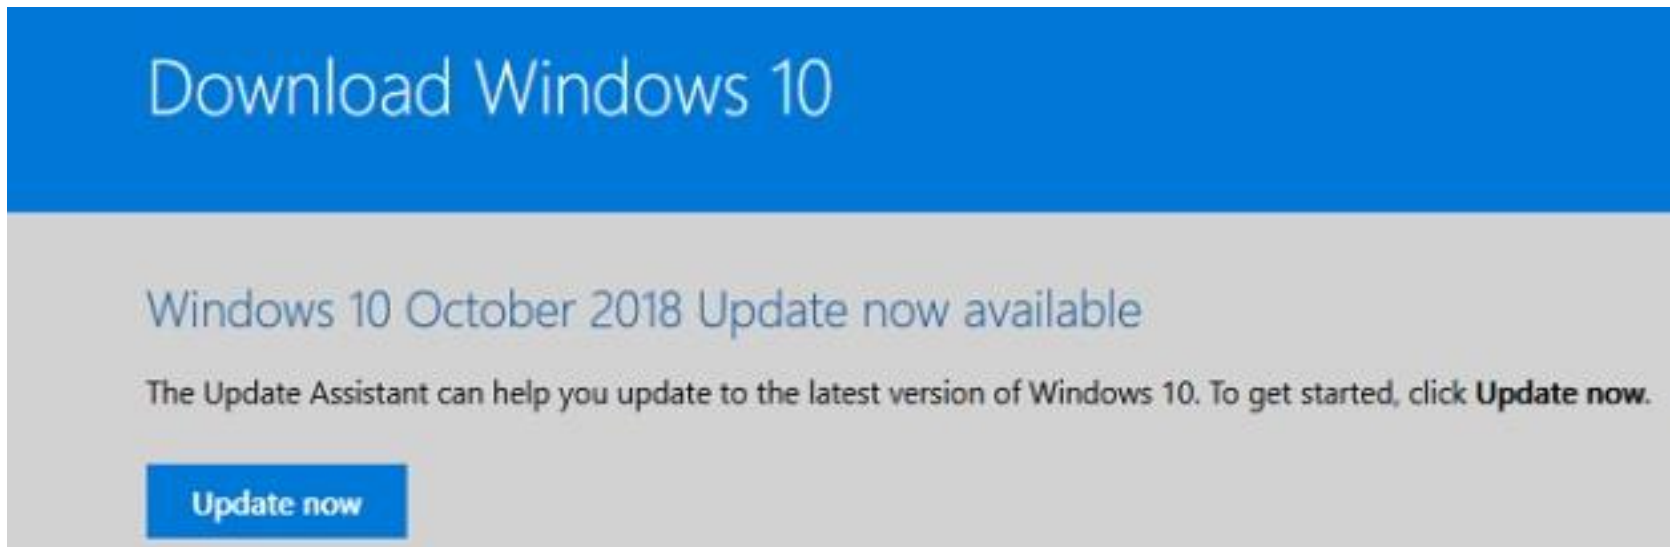 Download Windows 10
Windows 10 October 2018 Update now available
The Update Assistant can help you update to the latest version of Windows 10. To get started, click Update now.
Update now